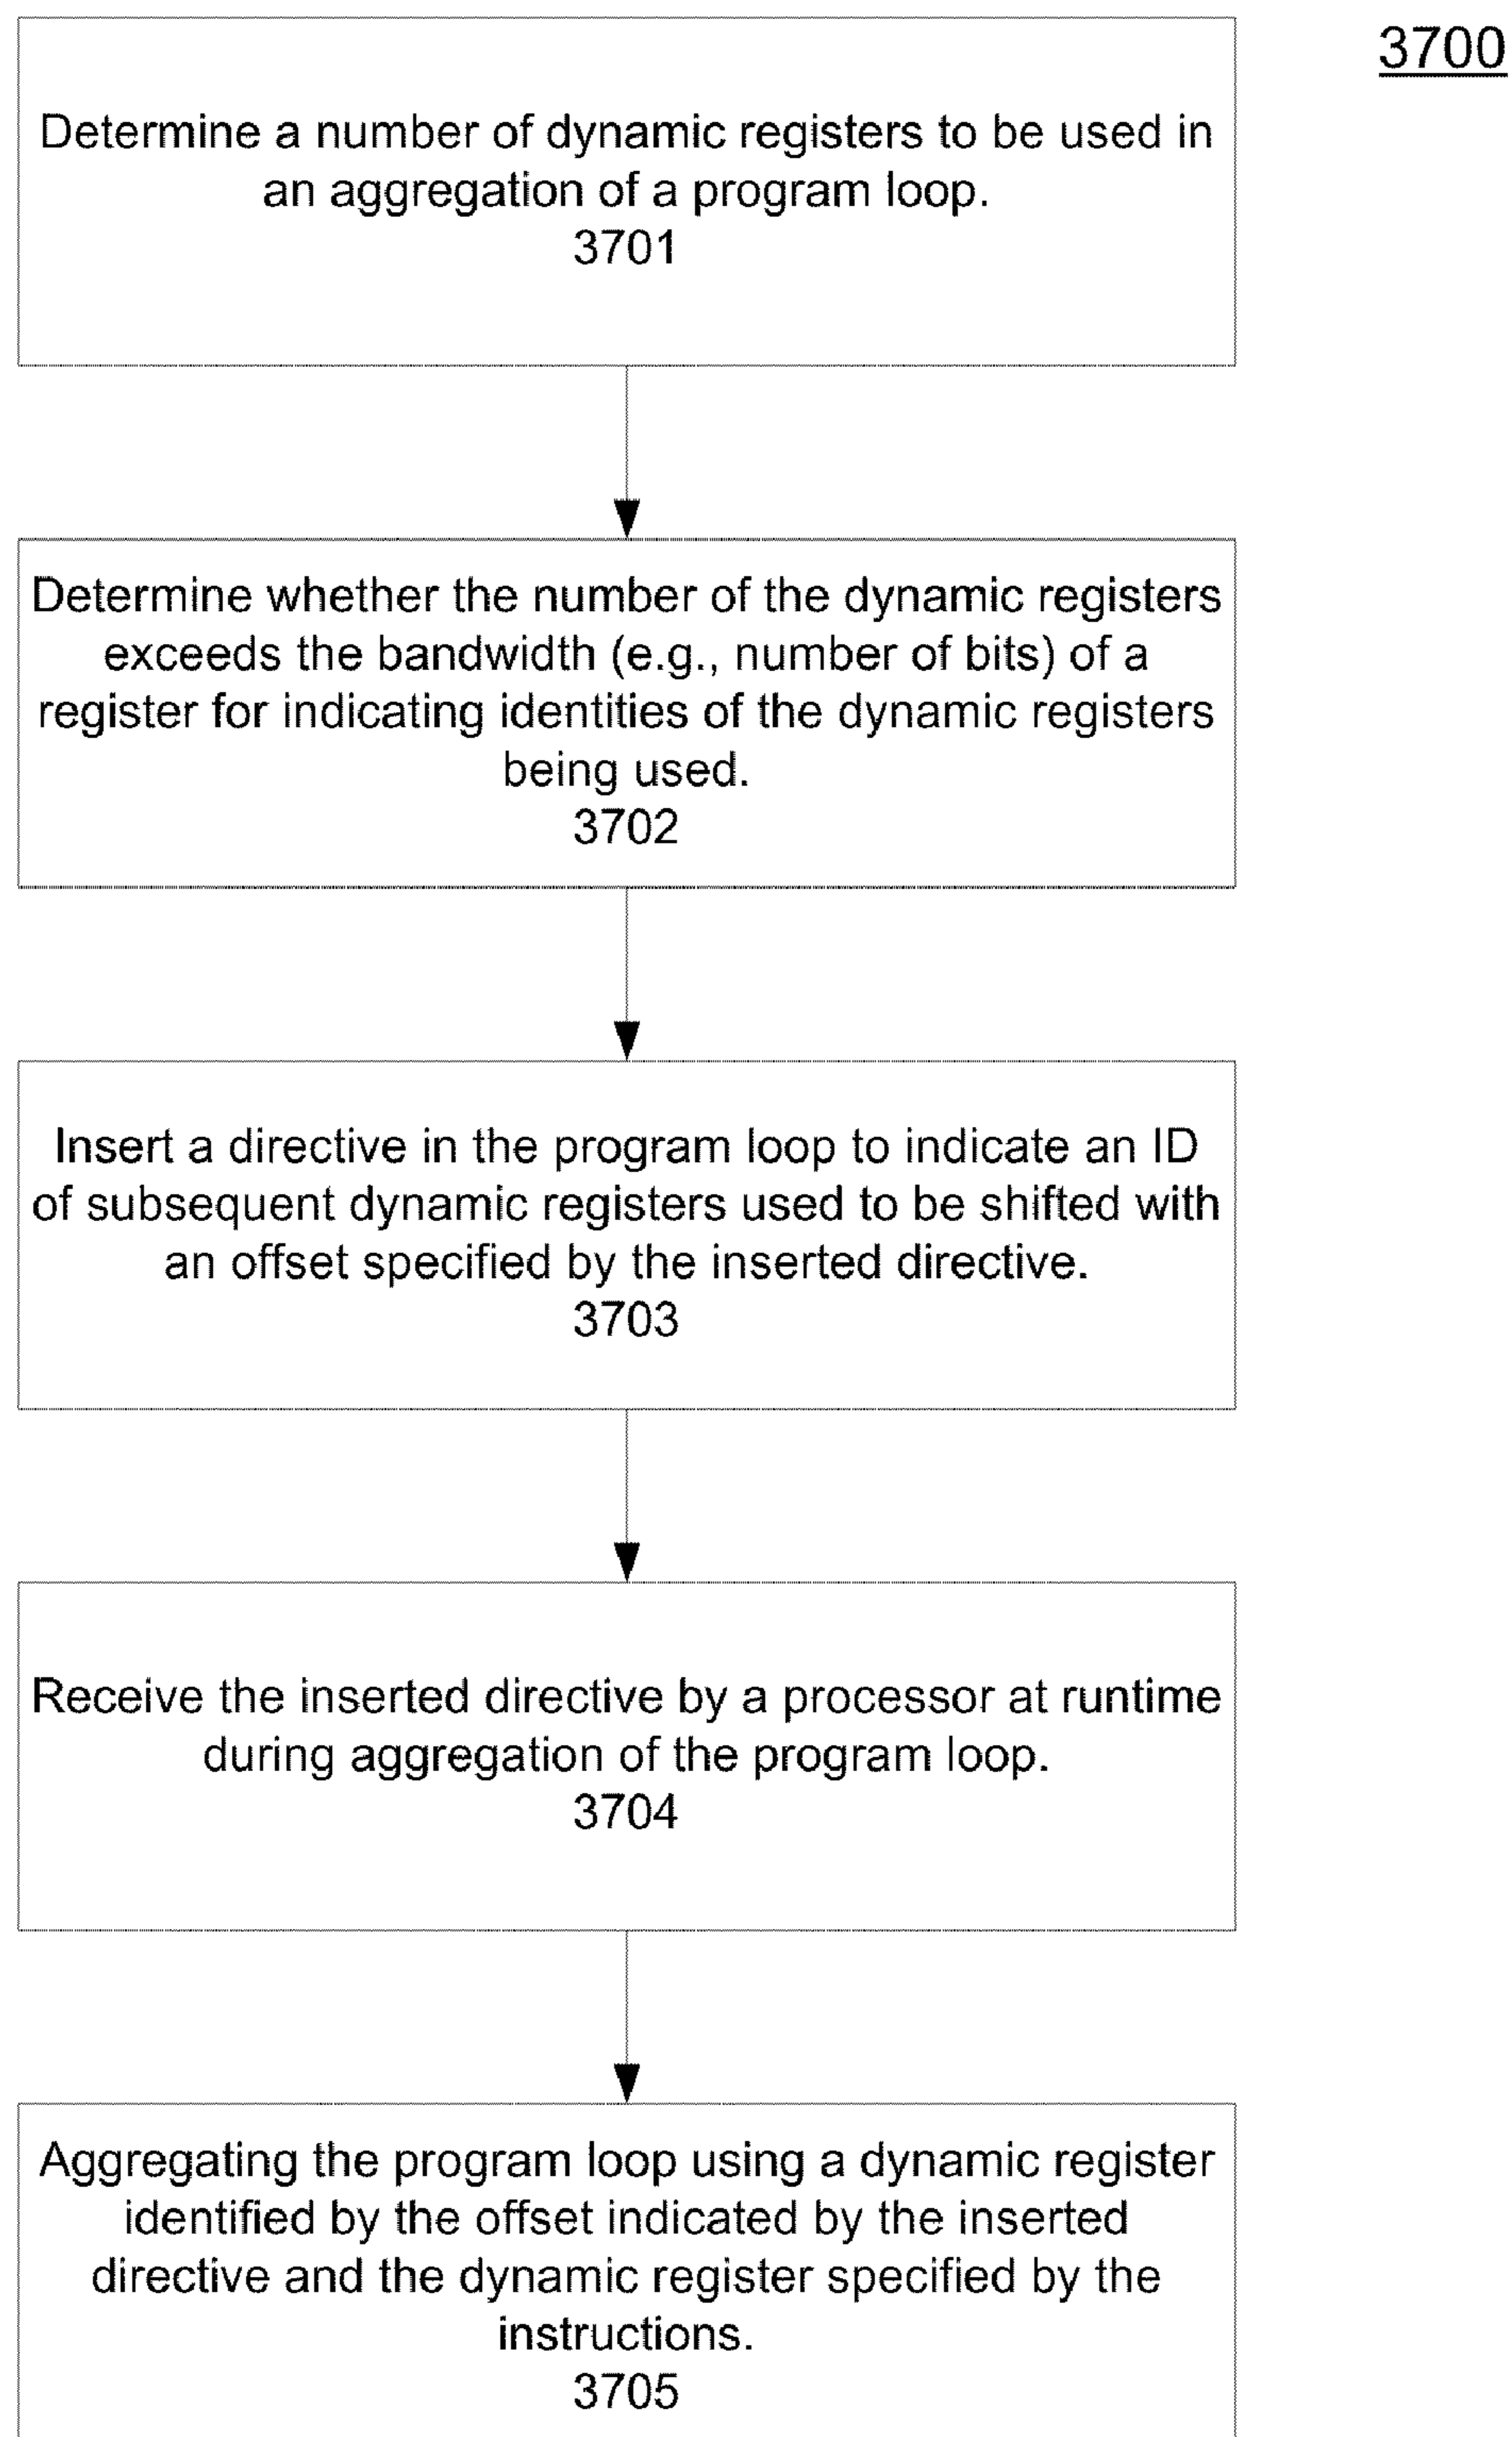 3700
Determine a number of dynamic registers to be used in
an aggregation of a program loop.
3701
Determine whether the number of the dynamic registers
exceeds the bandwidth (e.g., number of bits) of a
register for indicating identities of the dynamic registers
being used.
3702
Insert a directive in the program loop to indicate an ID
of subsequent dynamic registers used to be shifted with
an offset specified by the inserted directive.
3703
Receive the inserted directive by a processor at runtime
during aggregation of the program loop.
3704
Aggregating the program loop using a dynamic register
identified by the offset indicated by the inserted
directive and the dynamic register specified by the
instructions.
3705